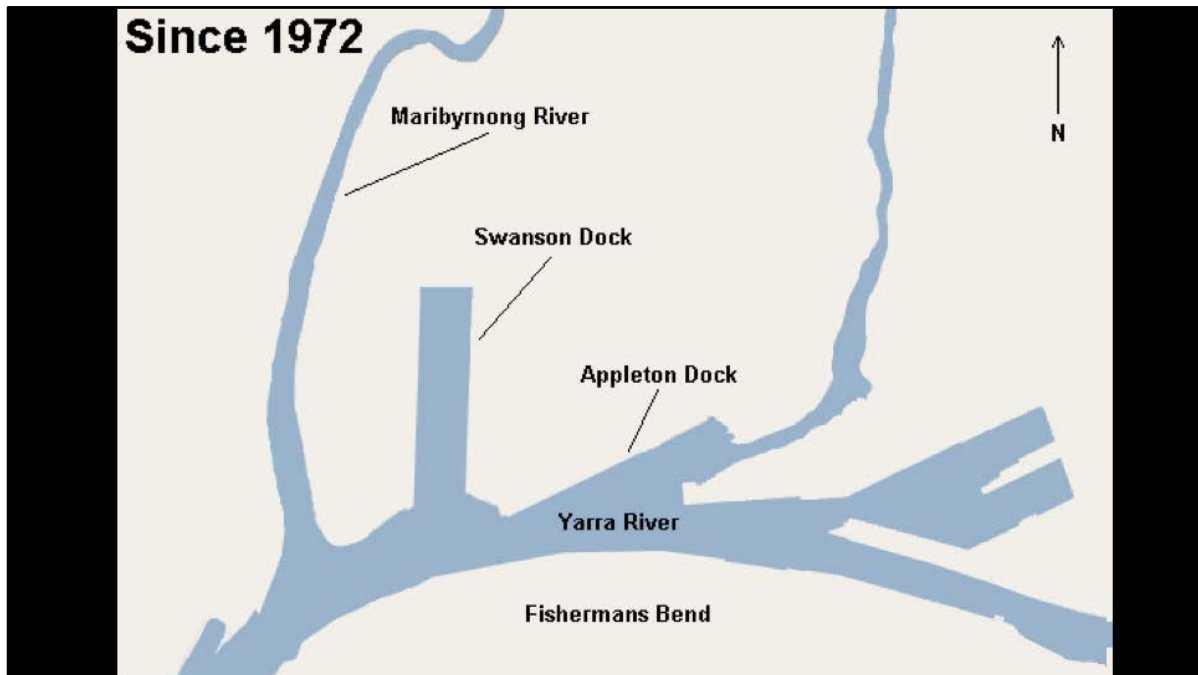 Since 1972
N
Maribyrnong River
Swanson Dock
Appleton Dock
Yarra River
Fishermans Bend